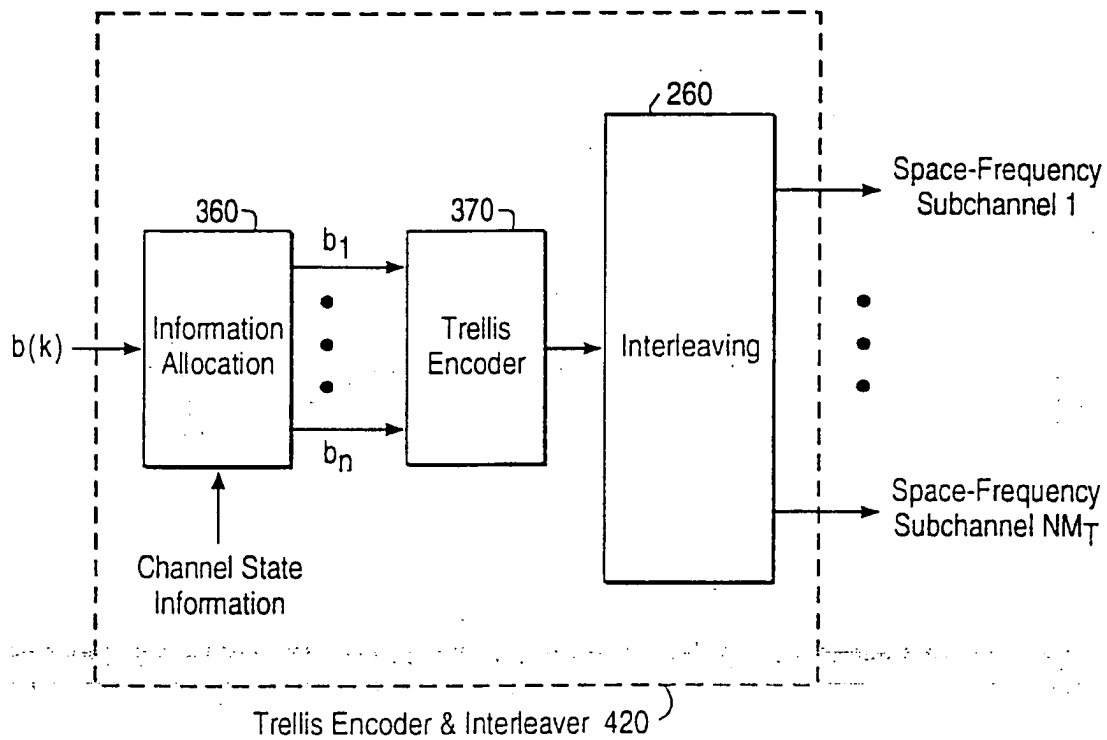 260
Space-Frequency
Subchannel 1
360
370
b1
b(k)
Information
Allocation
Trellis
Encoder
Interleaving
bn
Space-Frequency
Subchannel NMT
Channel State
Information
Trellis Encoder & Interleaver 420